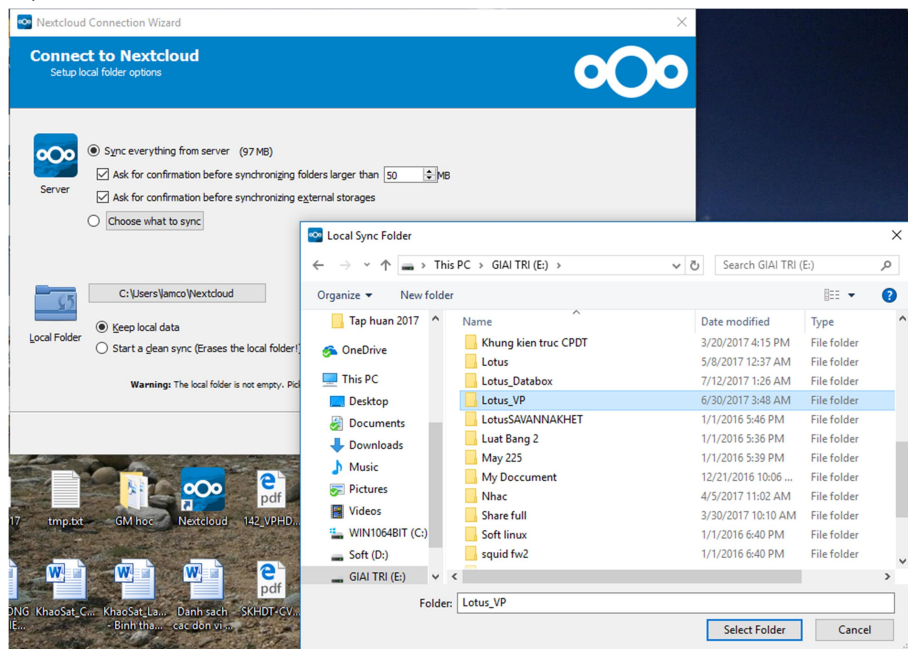 Nextcloud Connection Wizard
Connect to Nextcloud
Setup local folder options
Sync everything from server (97 MB)
Ask for confirmation before synchronizing folders larger than 50 MB
Server
Ask for confirmation before synchronizing external storages
Choose what to sync
C:\Users\lamco\Nextcloud
Local Folder
Keep local data
Start a clean sync (Erases the local folder!)
Warning: The local folder is not empty. Pick
Local Sync Folder
This PC > GIAI TRI (E:) >
Search GIAI TRI (E:)
Organize
New folder
Tap huan 2017
OneDrive
This PC
Desktop
Documents
Downloads
Music
Pictures
Videos
WIN1064BIT (C:)
Soft (D:)
GIAI TRI (E:)
Name Date modified Type
Khung kien truc CPDT 3/20/2017 4:15 PM File folder
Lotus 5/8/2017 12:37 AM File folder
Lotus_Databox 7/12/2017 1:26 AM File folder
Lotus_VP 6/30/2017 3:48 AM File folder
LotusSAVANNAKHET 1/1/2016 5:46 PM File folder
Luat Bang 2 1/1/2016 5:36 PM File folder
May 225 1/1/2016 5:39 PM File folder
My Doccument 12/21/2016 10:06 ... File folder
Nhac 4/5/2017 11:02 AM File folder
Share full 3/30/2017 10:10 AM File folder
Soft linux 1/1/2016 6:40 PM File folder
squid fw2 1/1/2016 6:40 PM File folder
Folder: Lotus_VP
Select Folder
Cancel
17
tmp.txt
GM hoc
Nextcloud
pdf
142_VPHD...
KhaoSat_C...
KhaoSat_La...
- Binh tha...
Danh sach
cac don vi ...
pdf
SKHDT-GV...